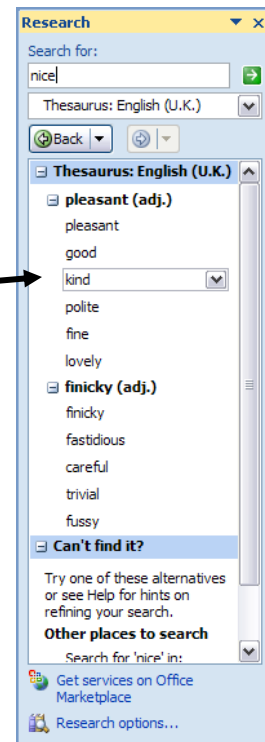 Research
Search for:
nice
Thesaurus: English (U.K.)
Back
Thesaurus: English (U.K.)
pleasant (adj.)
pleasant
good
kind
polite
fine
lovely
finicky (adj.)
finicky
fastidious
careful
trivial
fussy
Can't find it?
Try one of these alternatives
or see Help for hints on
refining your search.
Other places to search
Search for 'nice' in:
Get services on Office
Marketplace
Research options...